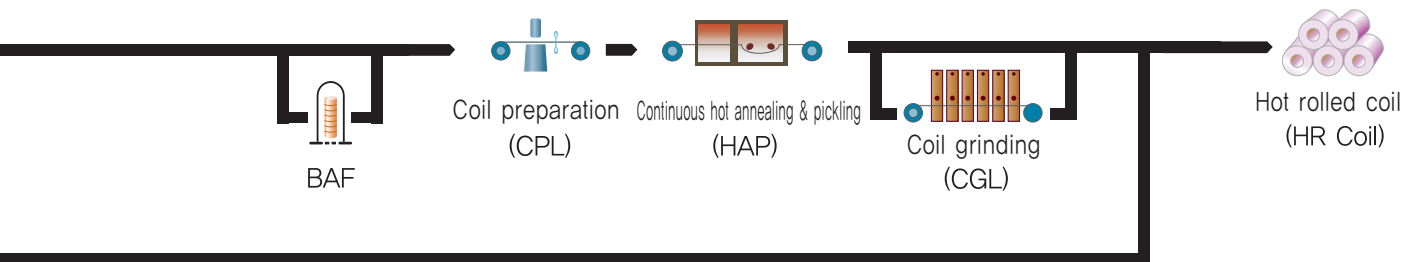 BAF
Coil preparation
(CPL)
Continuous hot annealing & pickling
(HAP)
Coil grinding
(CGL)
Hot rolled coil
(HR Coil)